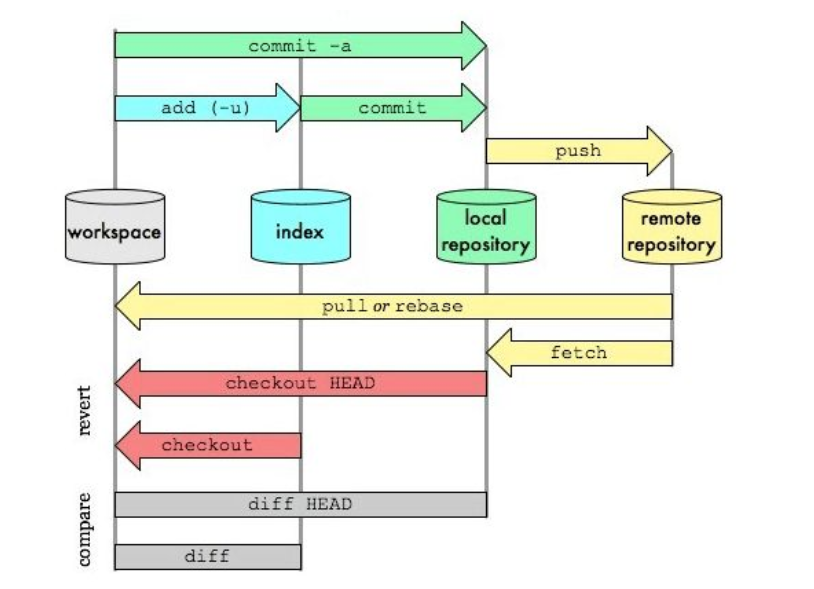 commit -a
add (-u)
commit
push
workspace
index
local
repository
remote
repository
pull or rebase
fetch
revert
checkout HEAD
checkout
compare
diff HEAD
diff